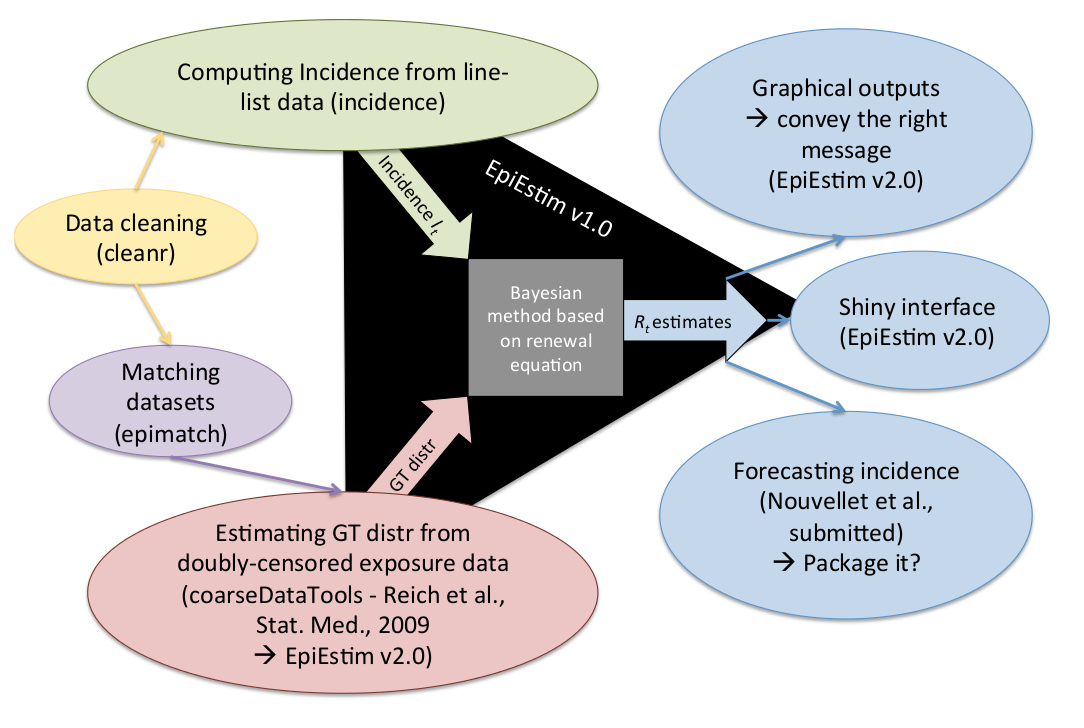 Computing Incidence from line-
list data (incidence)
Data cleaning
(cleanr)
Matching
datasets
(epimatch)
Incidence It
EpiEstim v1.0
Bayesian
method based
on renewal
equation
GT distr
Rt estimates
Estimating GT distr from
doubly-censored exposure data
(coarseDataTools - Reich et al.,
Stat. Med., 2009
→ EpiEstim v2.0)
Graphical outputs
→ convey the right
message
(EpiEstim v2.0)
Shiny interface
(EpiEstim v2.0)
Forecasting incidence
(Nouvellet et al.,
submitted)
→ Package it?